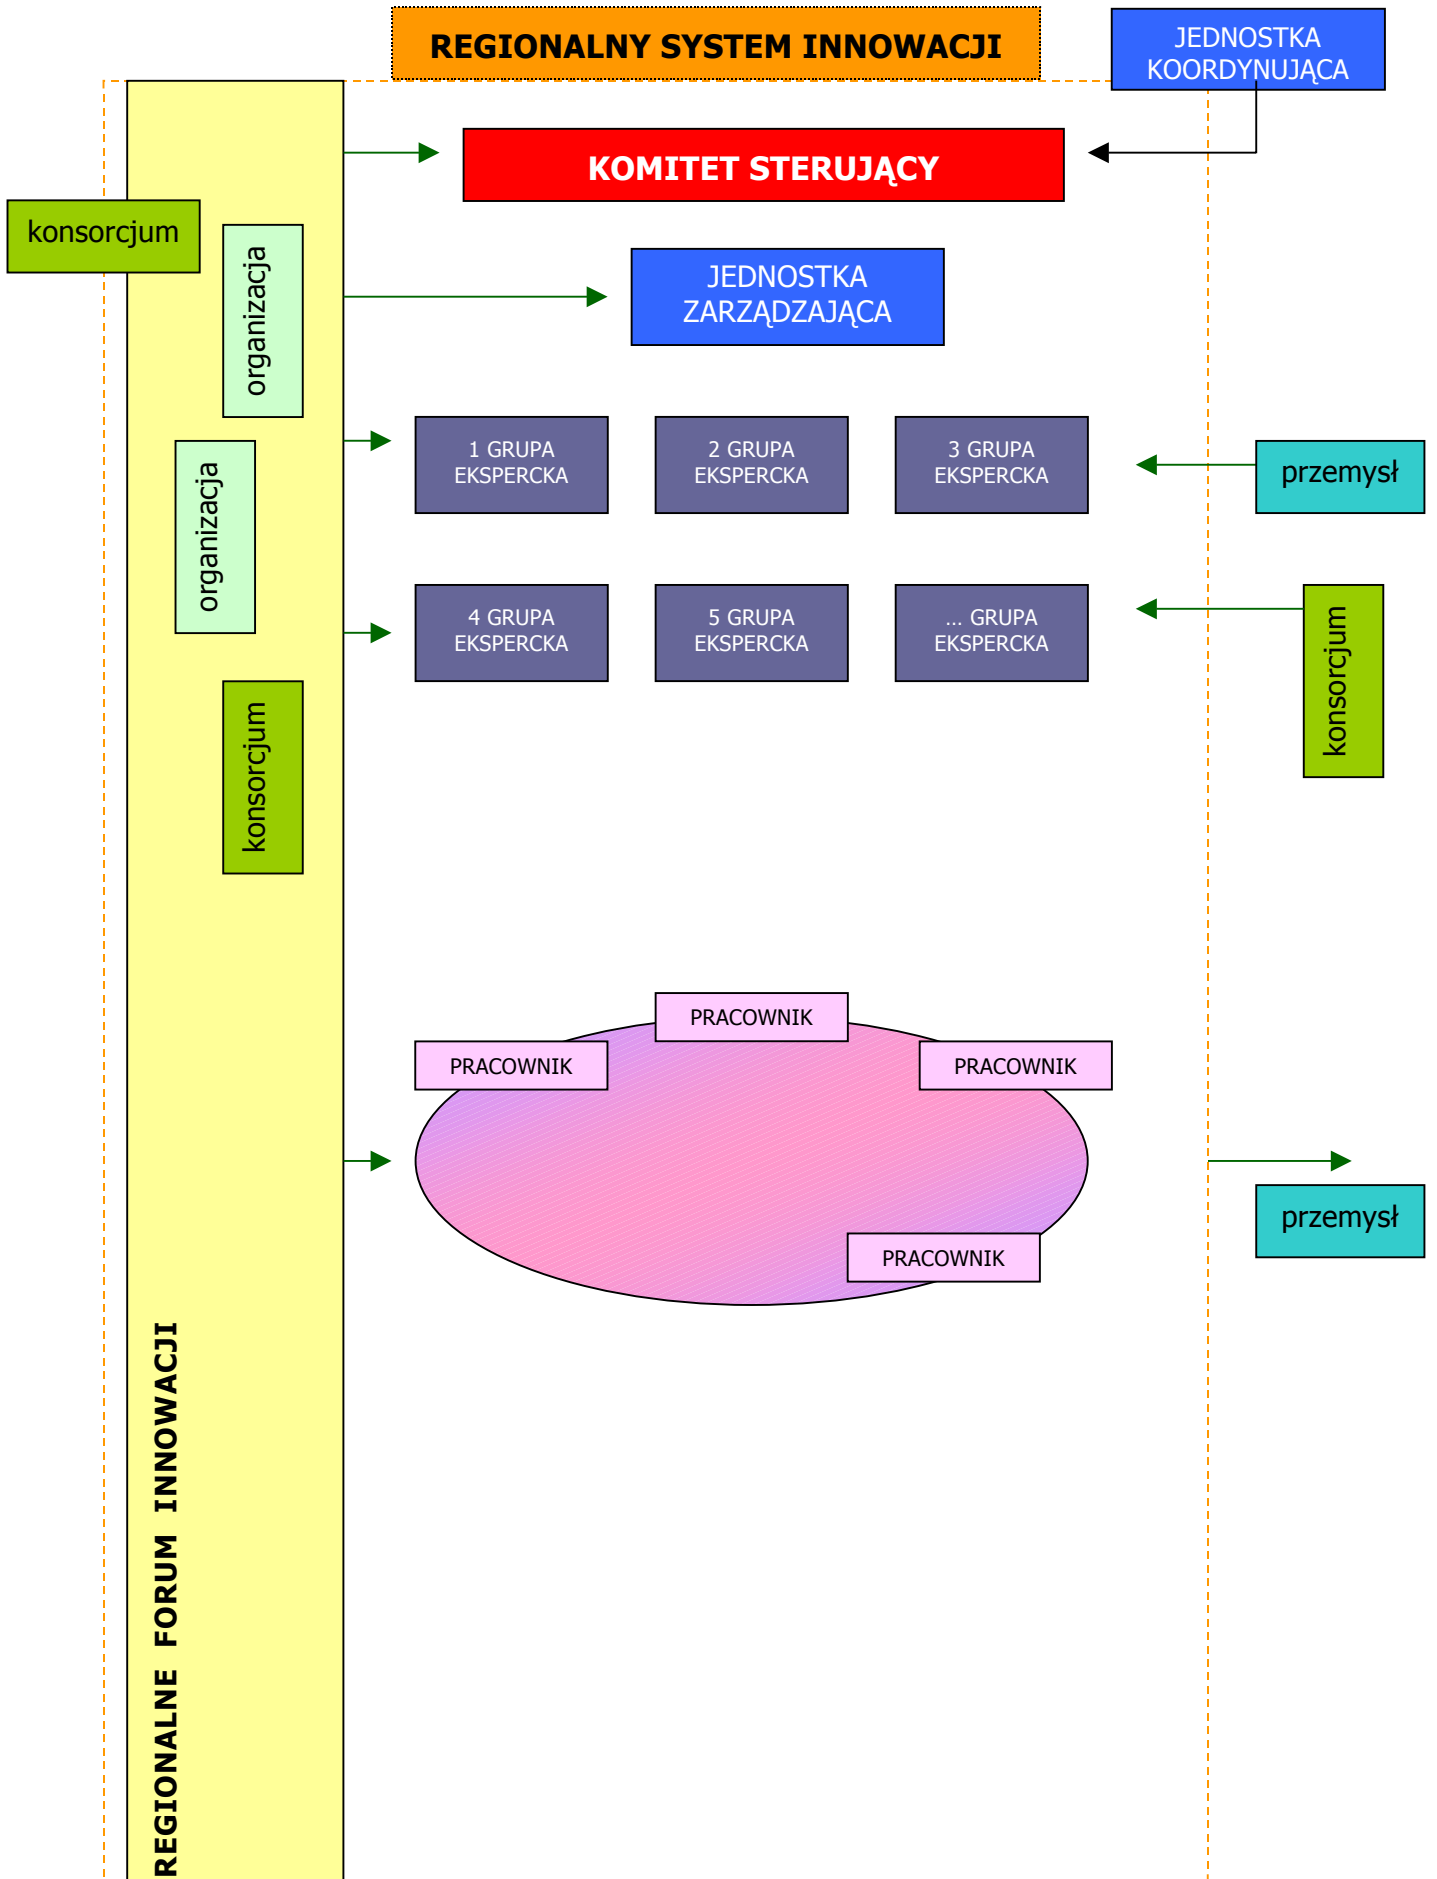 REGIONALNY SYSTEM INNOWACJI
JEDNOSTKA
KOORDYNUJĄCA
KOMITET STERUJĄCY
konsorcjum
organizacja
JEDNOSTKA
ZARZĄDZAJĄCA
1 GRUPA
EKSPERCKA
2 GRUPA
EKSPERCKA
3 GRUPA
EKSPERCKA
przemysł
organizacja
4 GRUPA
EKSPERCKA
5 GRUPA
EKSPERCKA
... GRUPA
EKSPERCKA
konsorcjum
konsorcjum
PRACOWNIK
PRACOWNIK
PRACOWNIK
PRACOWNIK
przemysł
REGIONALNE FORUM INNOWACJI